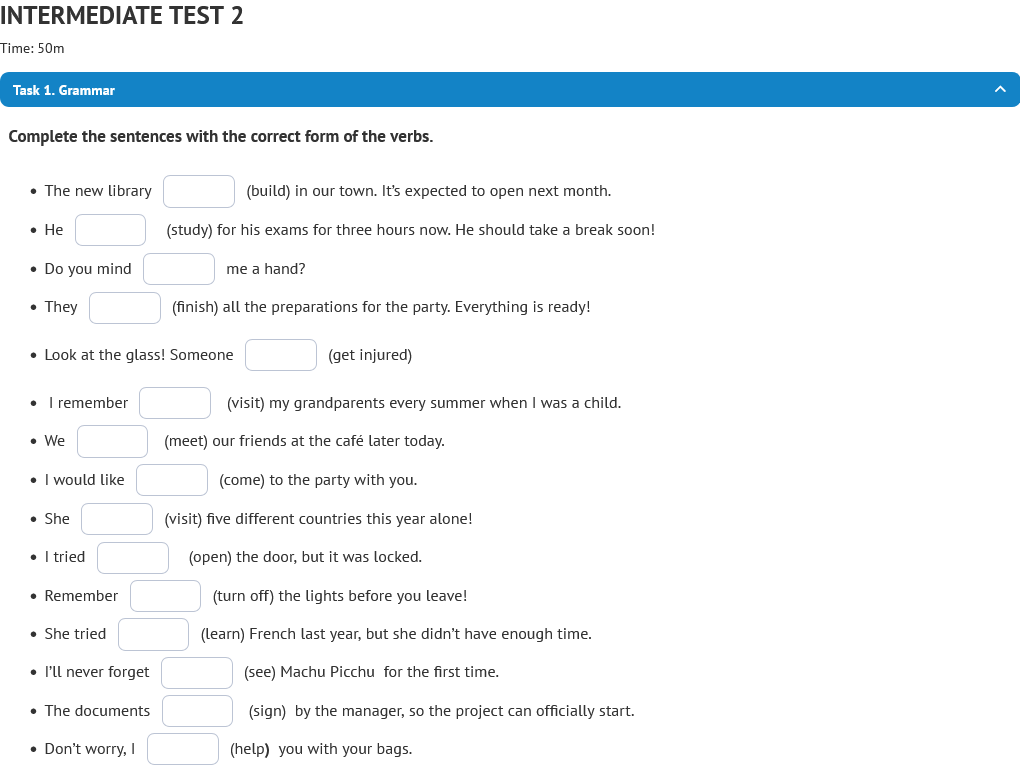 INTERMEDIATE TEST 2
Time: 50m
Task 1. Grammar
Complete the sentences with the correct form of the verbs.
• The new library (build) in our town. It’s expected to open next month.
• He (study) for his exams for three hours now. He should take a break soon!
• Do you mind me a hand?
• They (finish) all the preparations for the party. Everything is ready!
• Look at the glass! Someone (get injured)
• I remember (visit) my grandparents every summer when I was a child.
• We (meet) our friends at the café later today.
• I would like (come) to the party with you.
• She (visit) five different countries this year alone!
• I tried (open) the door, but it was locked.
• Remember (turn off) the lights before you leave!
• She tried (learn) French last year, but she didn’t have enough time.
• I’ll never forget (see) Machu Picchu for the first time.
• The documents (sign) by the manager, so the project can officially start.
• Don’t worry, I (help) you with your bags.